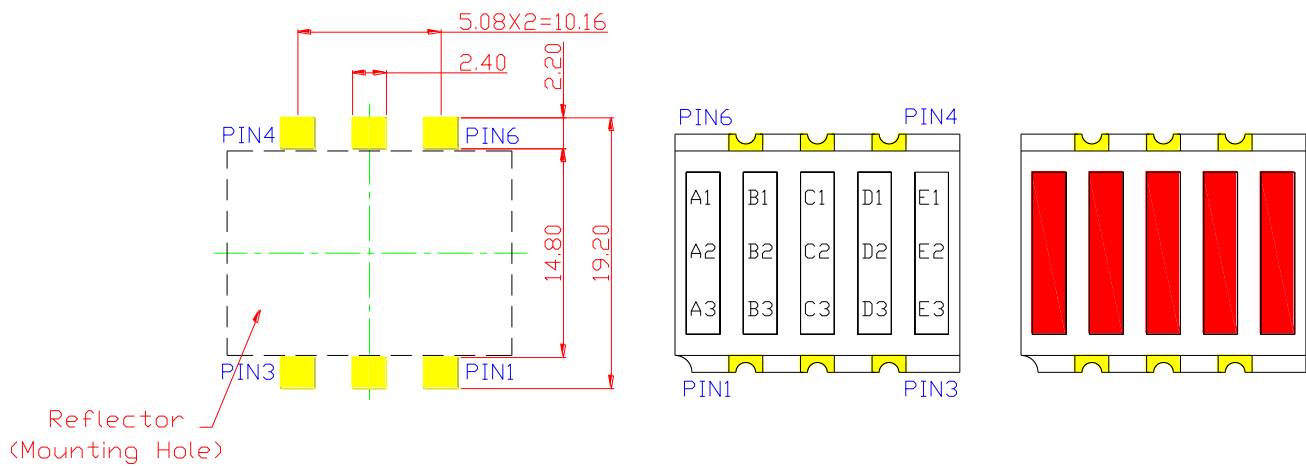 5.08X2=10.16
2.40
2.20
PIN4
PIN6
14.80
19.20
PIN3
PIN1
Reflector
(Mounting Hole)
PIN6
PIN4
A1 B1 C1 D1 E1
A2 B2 C2 D2 E2
A3 B3 C3 D3 E3
PIN1
PIN3